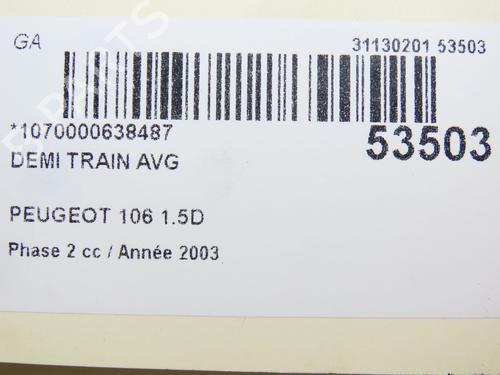 GA 31130201 53503
*1070000638487 53503
DEMI TRAIN AVG
PEUGEOT 106 1.5D
Phase 2 cc / Année 2003